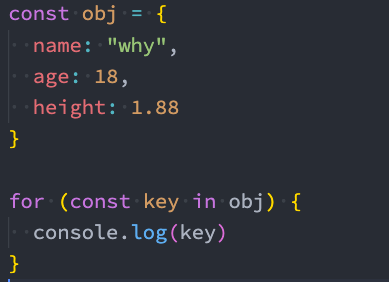 const obj = {
  name: "why",
  age: 18,
  height: 1.88
}

for (const key in obj) {
  console.log(key)
}